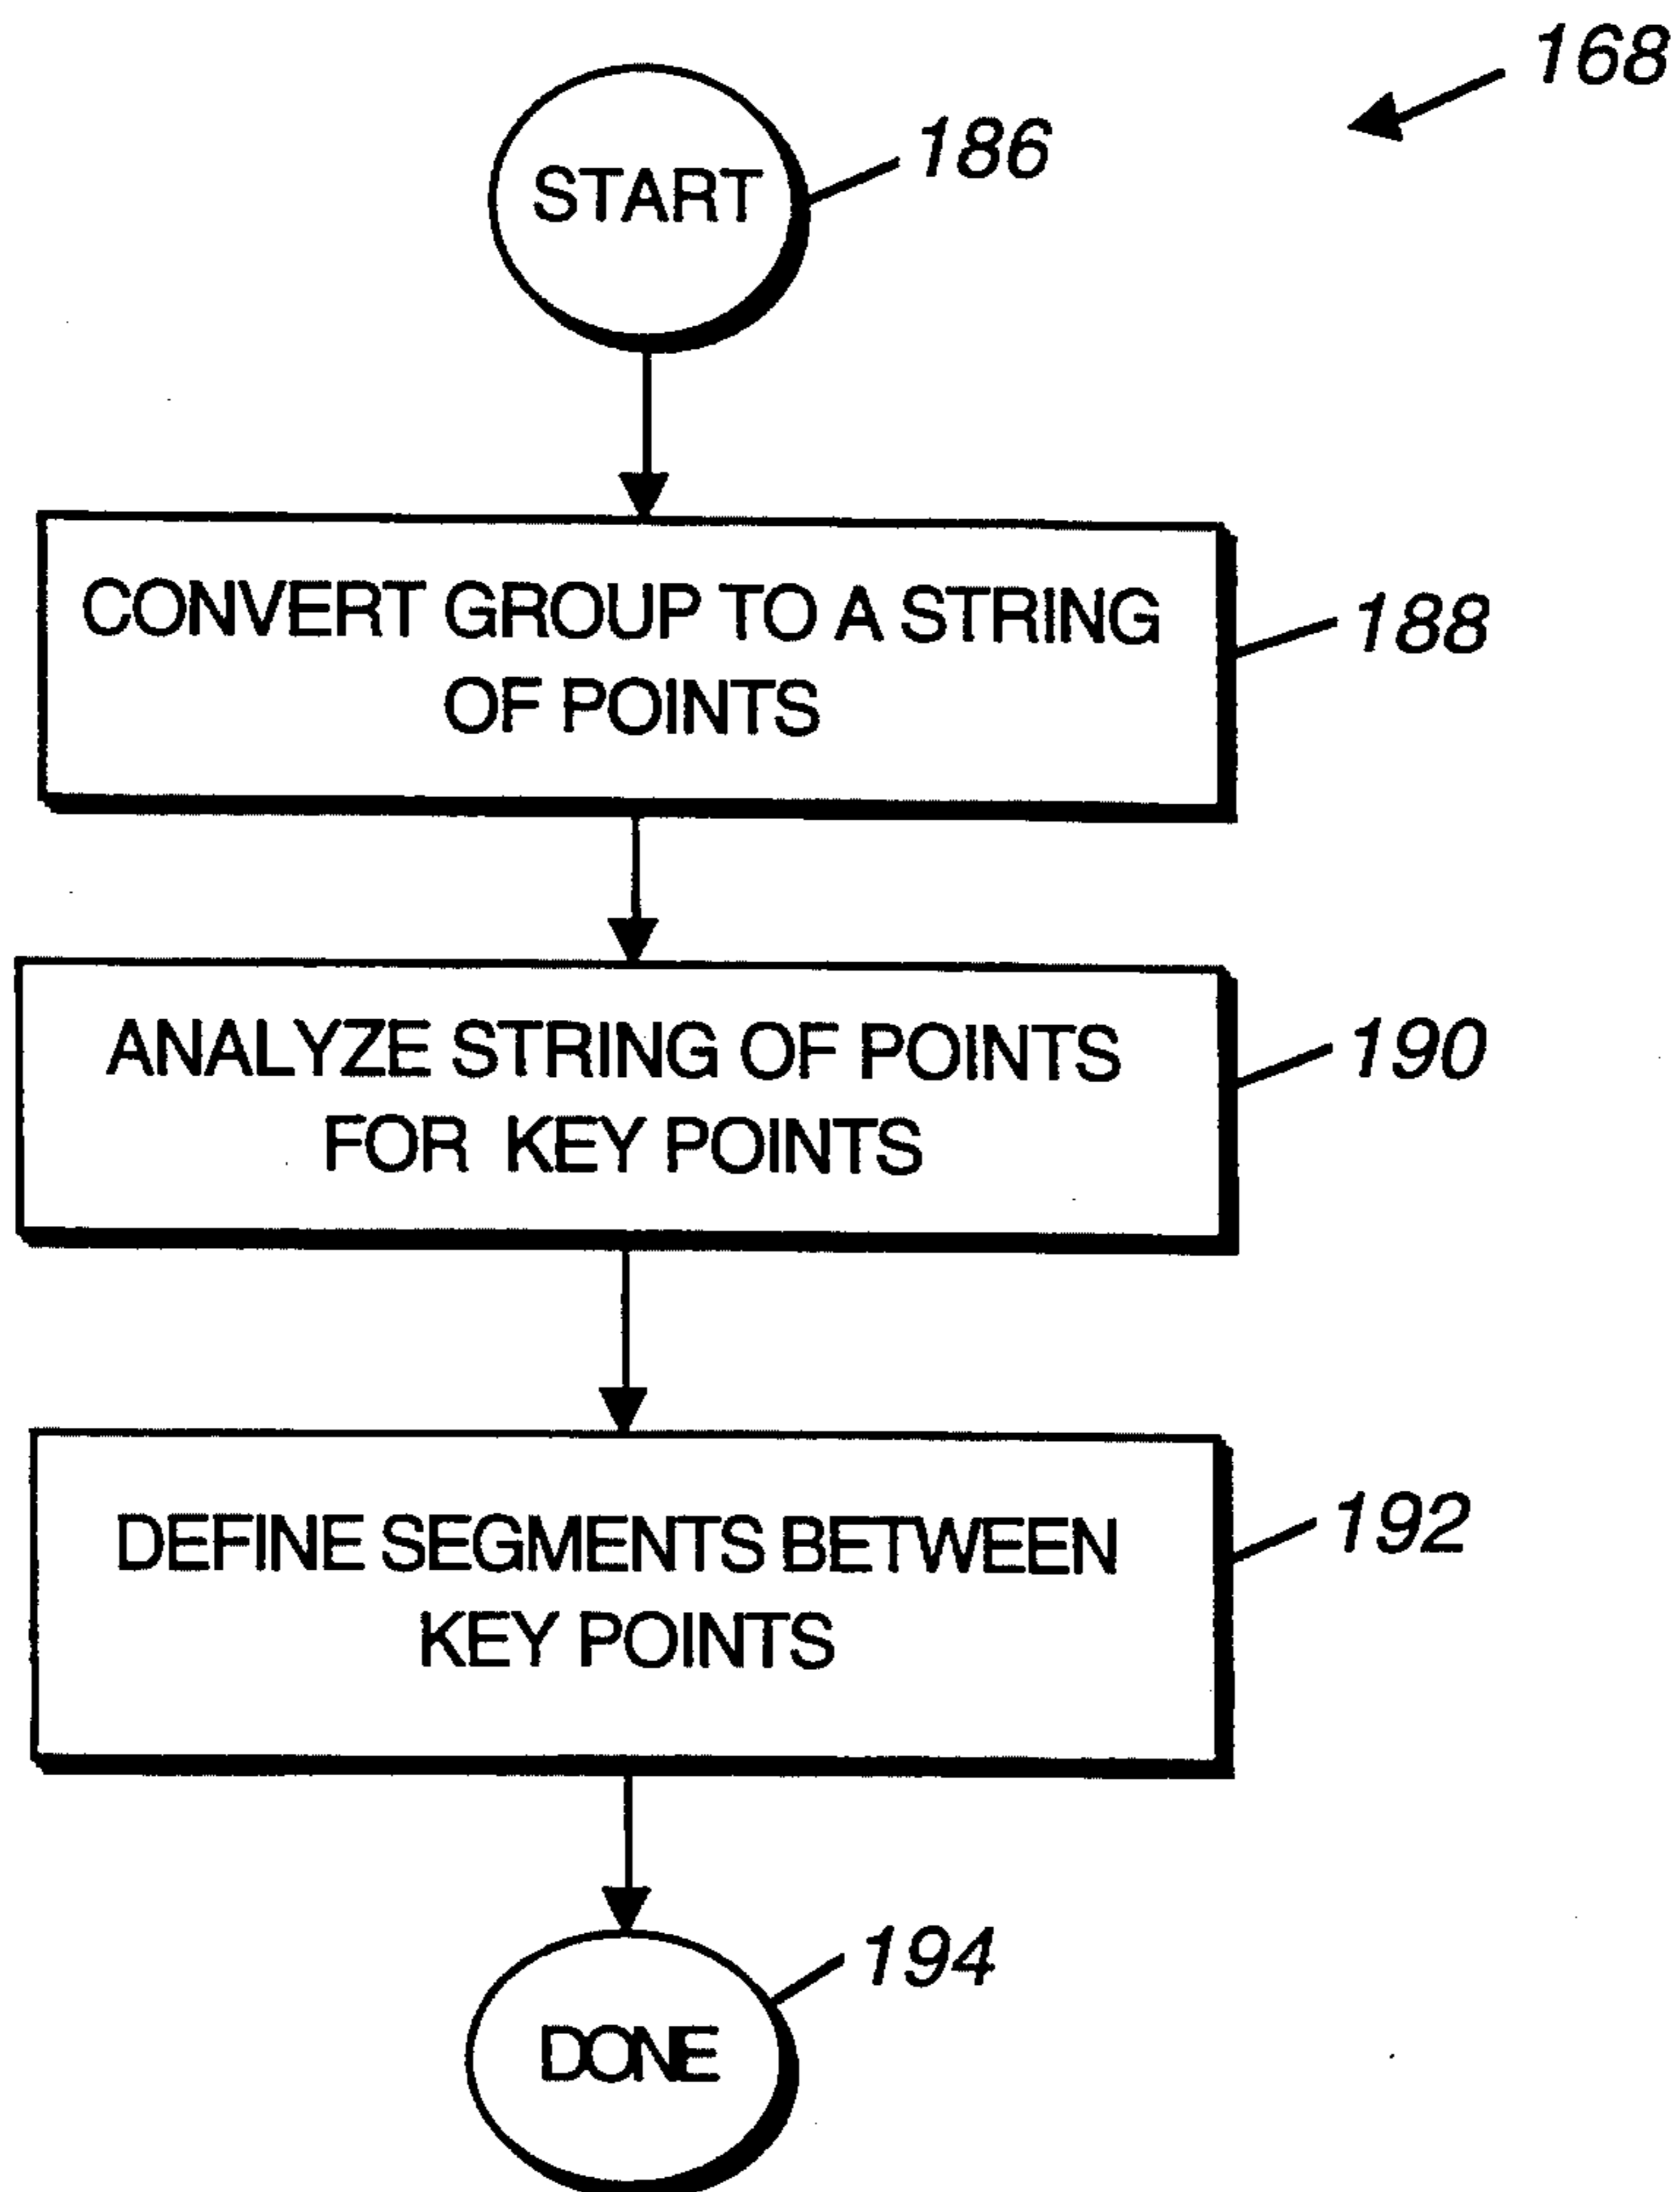 168
START
186
CONVERT GROUP TO A STRING
OF POINTS
188
ANALYZE STRING OF POINTS
FOR KEY POINTS
190
DEFINE SEGMENTS BETWEEN
KEY POINTS
192
194
DONE